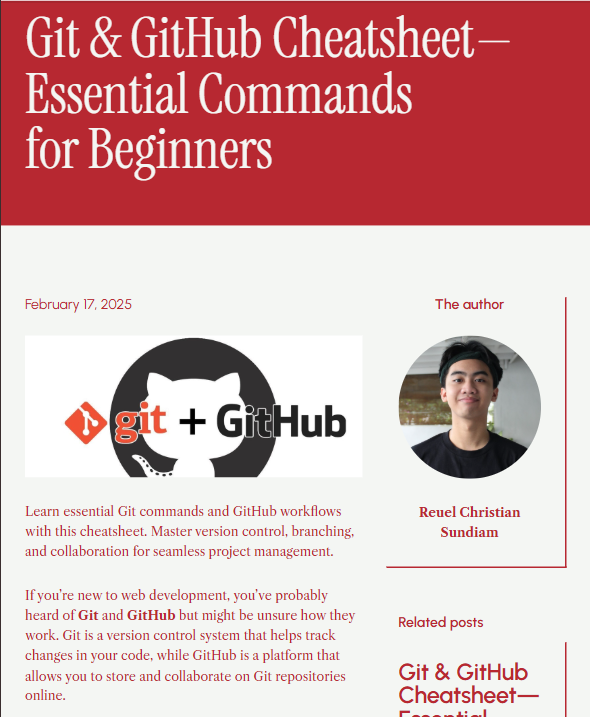 Git & GitHub Cheatsheet—
Essential Commands
for Beginners
February 17, 2025
git + GitHub
Learn essential Git commands and GitHub workflows
with this cheatsheet. Master version control, branching,
and collaboration for seamless project management.
If you’re new to web development, you’ve probably
heard of Git and GitHub but might be unsure how they
work. Git is a version control system that helps track
changes in your code, while GitHub is a platform that
allows you to store and collaborate on Git repositories
online.
The author
Reuel Christian
Sundiam
Related posts
Git & GitHub
Cheatsheet—
Essential